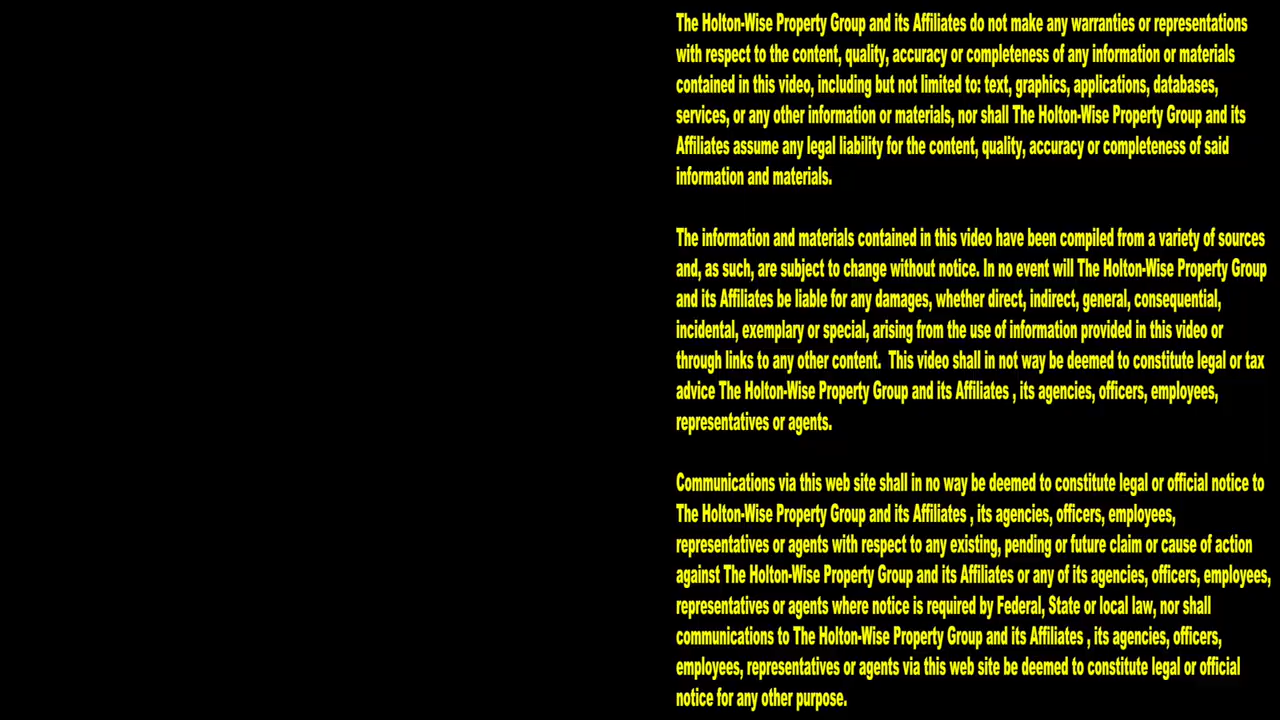 The Holton-Wise Property Group and its Affiliates do not make any warranties or representations
with respect to the content, quality, accuracy or completeness of any information or materials
contained in this video, including but not limited to: text, graphics, applications, databases,
services, or any other information or materials, nor shall The Holton-Wise Property Group and its
Affiliates assume any legal liability for the content, quality, accuracy or completeness of said
information and materials.
The information and materials contained in this video have been compiled from a variety of sources
and, as such, are subject to change without notice. In no event will The Holton-Wise Property Group
and its Affiliates be liable for any damages, whether direct, indirect, general, consequential,
incidental, exemplary or special, arising from the use of information provided in this video or
through links to any other content.  This video shall in not way be deemed to constitute legal or tax
advice The Holton-Wise Property Group and its Affiliates , its agencies, officers, employees,
representatives or agents.
Communications via this web site shall in no way be deemed to constitute legal or official notice to
The Holton-Wise Property Group and its Affiliates , its agencies, officers, employees,
representatives or agents with respect to any existing, pending or future claim or cause of action
against The Holton-Wise Property Group and its Affiliates or any of its agencies, officers, employees,
representatives or agents where notice is required by Federal, State or local law, nor shall
communications to The Holton-Wise Property Group and its Affiliates , its agencies, officers,
employees, representatives or agents via this web site be deemed to constitute legal or official
notice for any other purpose.